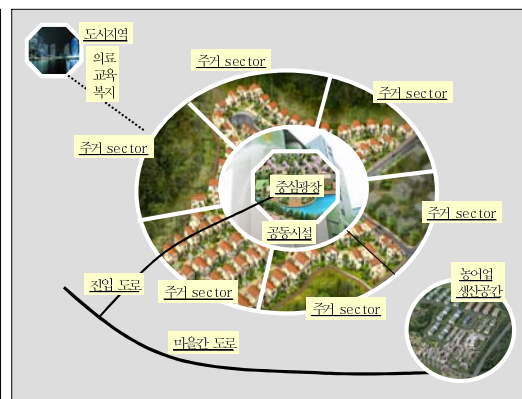 도시지역
의료
교육
복지
주거 sector
주거 sector
주거 sector
주거 sector
중심광장
공동시설
농어업
생산공간
진입 도로
주거 sector
주거 sector
마을간 도로